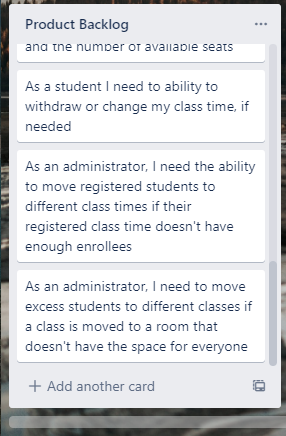 Product Backlog
and the number of available seats
As a student I need to ability to
withdraw or change my class time, if
needed
As an administrator, I need the ability
to move registered students to
different class times if their
registered class time doesn't have
enough enrollees
As an administrator, I need to move
excess students to different classes if
a class is moved to a room that
doesn't have the space for everyone
+ Add another card